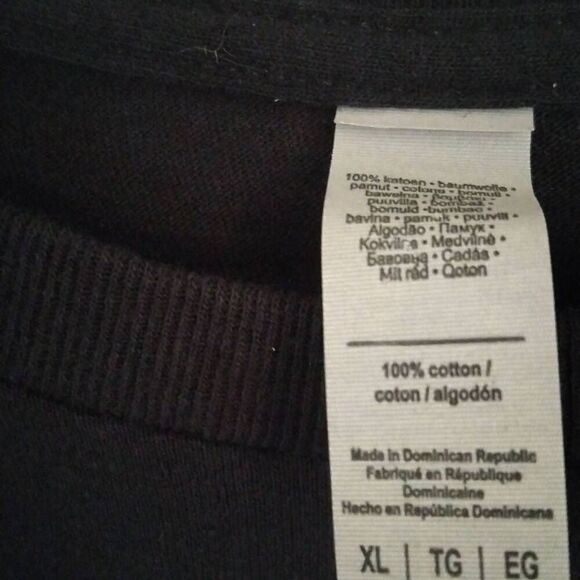 100% katoen • baumwolle •
pamut • cotone • bomull •
bawełna •
puuvilla • bombaž •
bomuld • bumbac •
bavlna • pamuk • puuvill •
Algodão • Памук •
Kokvilna • Medvilnė •
Бавовна • Cadás •
Mit rád • Qoton
100% cotton /
coton / algodón
Made in Dominican Republic
Fabriqué en République
Dominicaine
Hecho en República Dominicana
XL | TG | EG